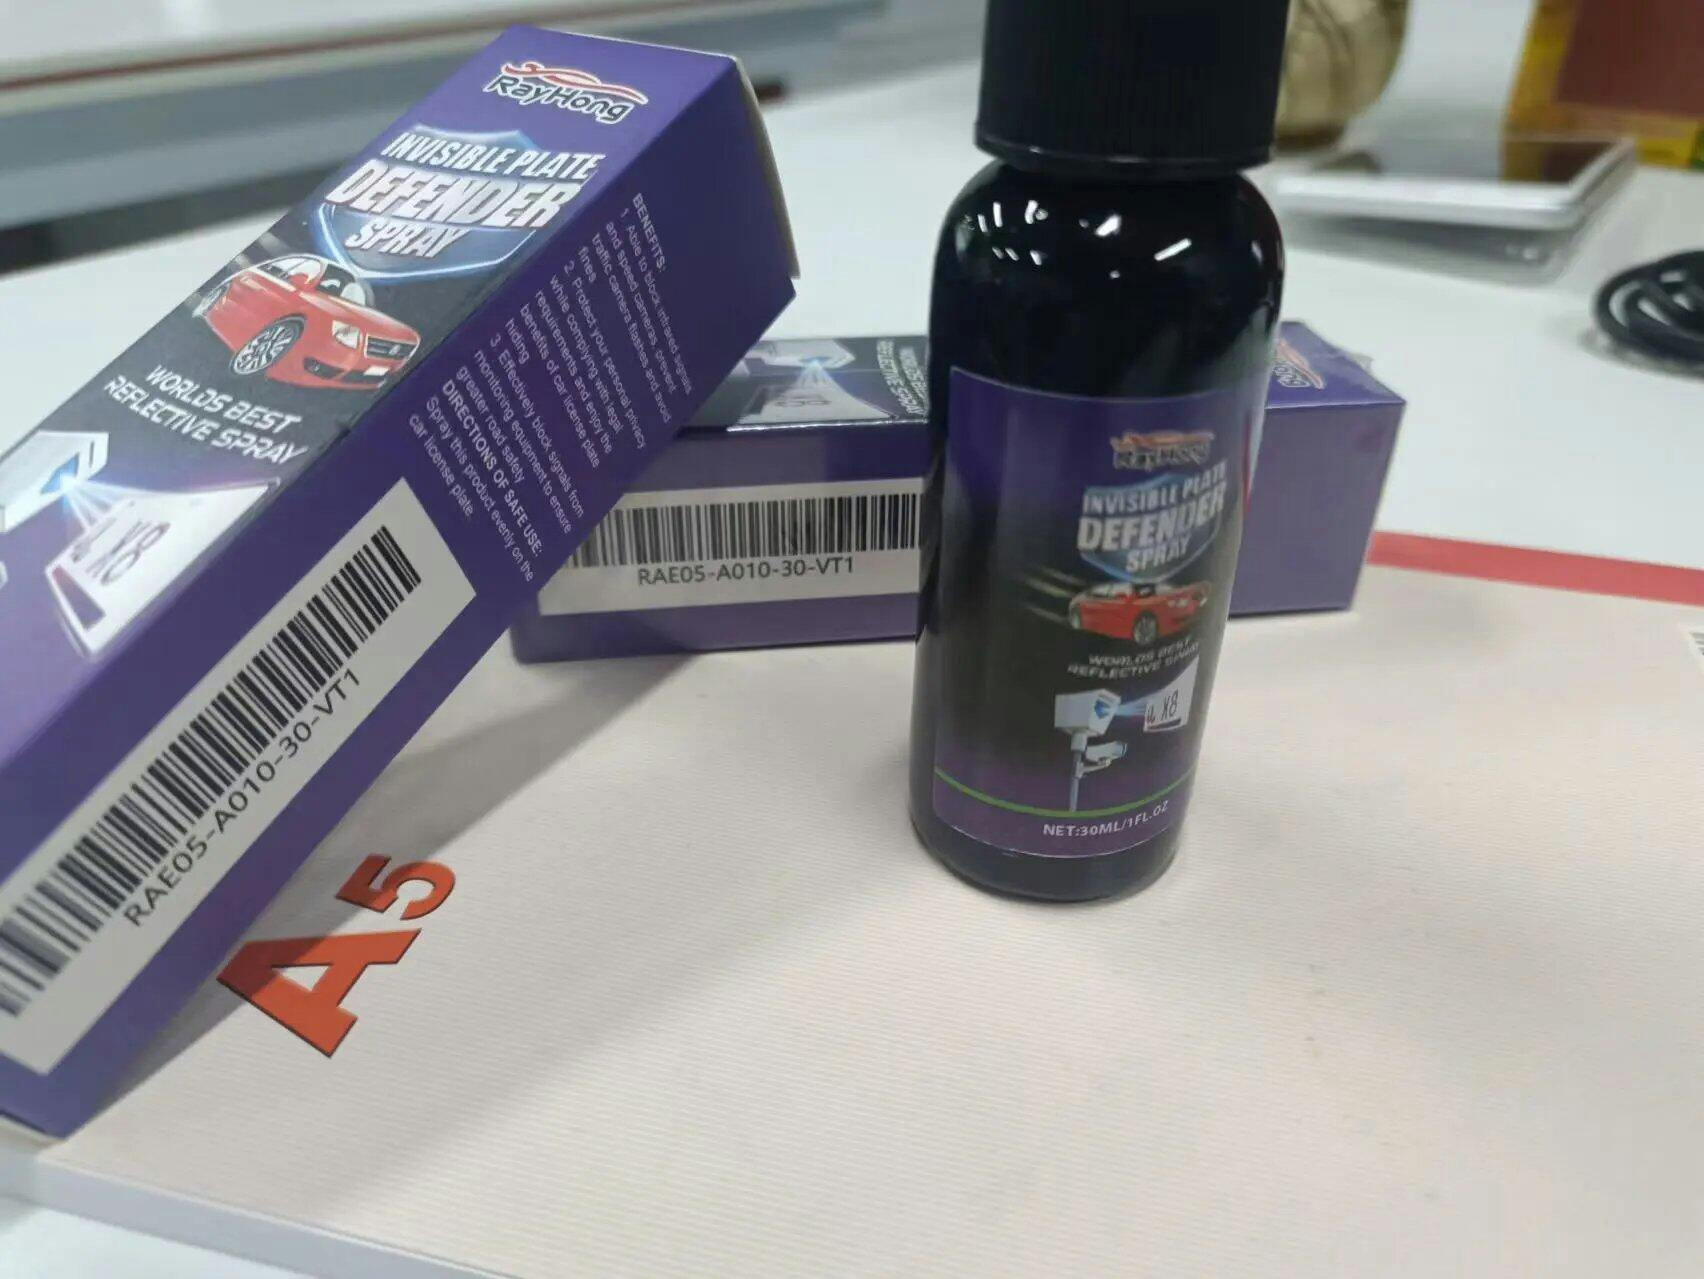 RayHong
INVISIBLE PLATE
DEFENDER
SPRAY
WORLDS BEST
REFLECTIVE SPRAY
X8
BENEFITS:
1. Able to block infrared signals
and speed cameras, prevent
traffic camera flashes and avoid
fines
2. Protect your personal privacy
while complying with legal
requirements and enjoy the
benefits of car license plate
hiding
3. Effectively block signals from
monitoring equipment to ensure
greater road safety
DIRECTIONS OF SAFE USE:
Spray this product evenly on the
car license plate.
RAE05-A010-30-VT1
RAE05-A010-30-VT1
RayHong
INVISIBLE PLATE
DEFENDER
SPRAY
WORLDS BEST
REFLECTIVE SPRAY
X8
NET:30ML/1FL.OZ
A5